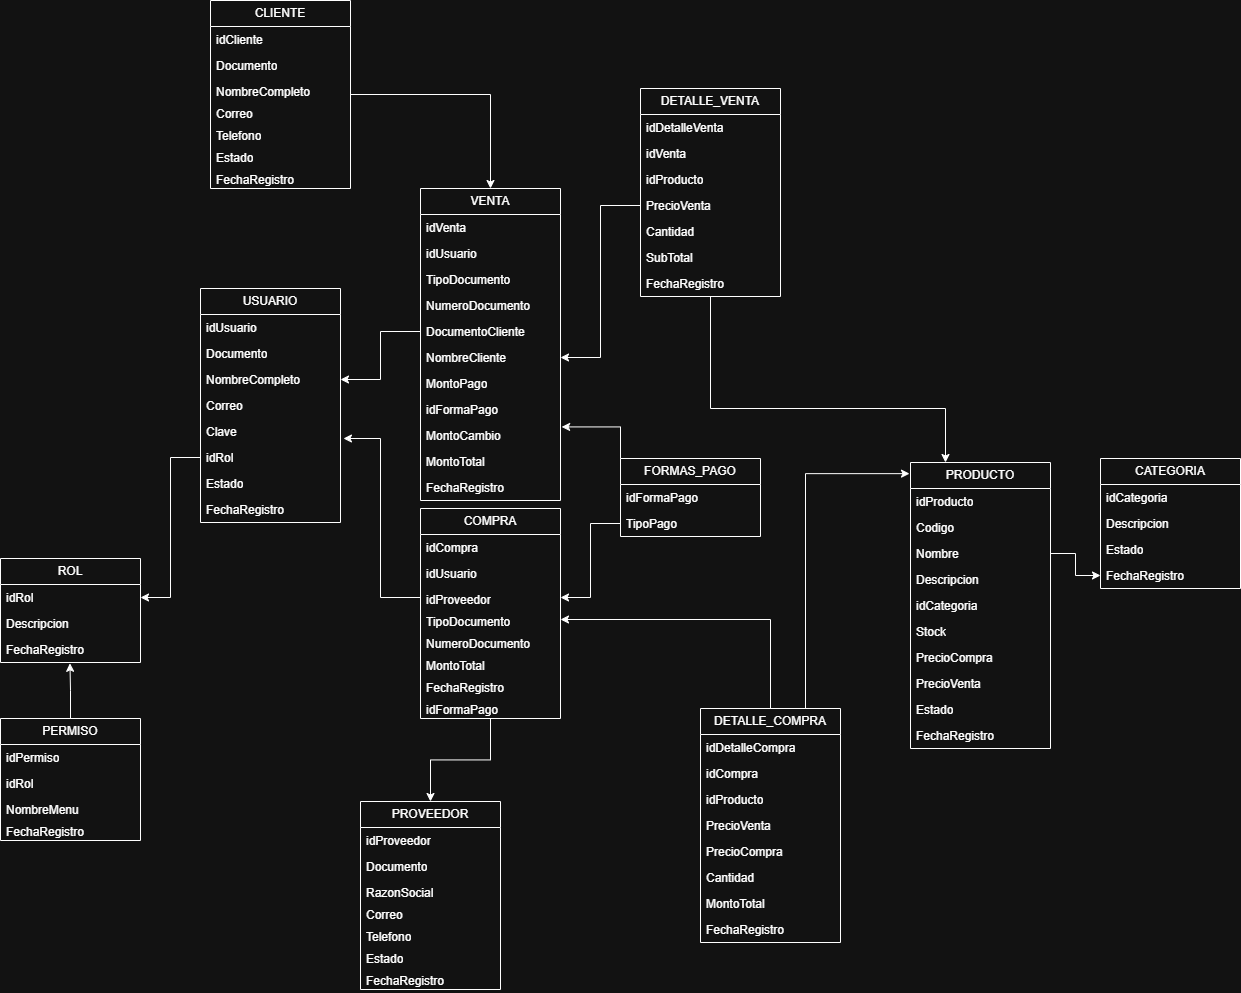 CLIENTE
idCliente
Documento
NombreCompleto
Correo
Telefono
Estado
FechaRegistro
DETALLE_VENTA
idDetalleVenta
idVenta
idProducto
PrecioVenta
Cantidad
SubTotal
FechaRegistro
VENTA
idVenta
idUsuario
TipoDocumento
NumeroDocumento
DocumentoCliente
NombreCliente
MontoPago
idFormaPago
MontoCambio
MontoTotal
FechaRegistro
USUARIO
idUsuario
Documento
NombreCompleto
Correo
Clave
idRol
Estado
FechaRegistro
FORMAS_PAGO
idFormaPago
TipoPago
PRODUCTO
idProducto
Codigo
Nombre
Descripcion
idCategoria
Stock
PrecioCompra
PrecioVenta
Estado
FechaRegistro
CATEGORIA
idCategoria
Descripcion
Estado
FechaRegistro
COMPRA
idCompra
idUsuario
idProveedor
TipoDocumento
NumeroDocumento
MontoTotal
FechaRegistro
idFormaPago
ROL
idRol
Descripcion
FechaRegistro
PERMISO
idPermiso
idRol
NombreMenu
FechaRegistro
DETALLE_COMPRA
idDetalleCompra
idCompra
idProducto
PrecioVenta
PrecioCompra
Cantidad
MontoTotal
FechaRegistro
PROVEEDOR
idProveedor
Documento
RazonSocial
Correo
Telefono
Estado
FechaRegistro